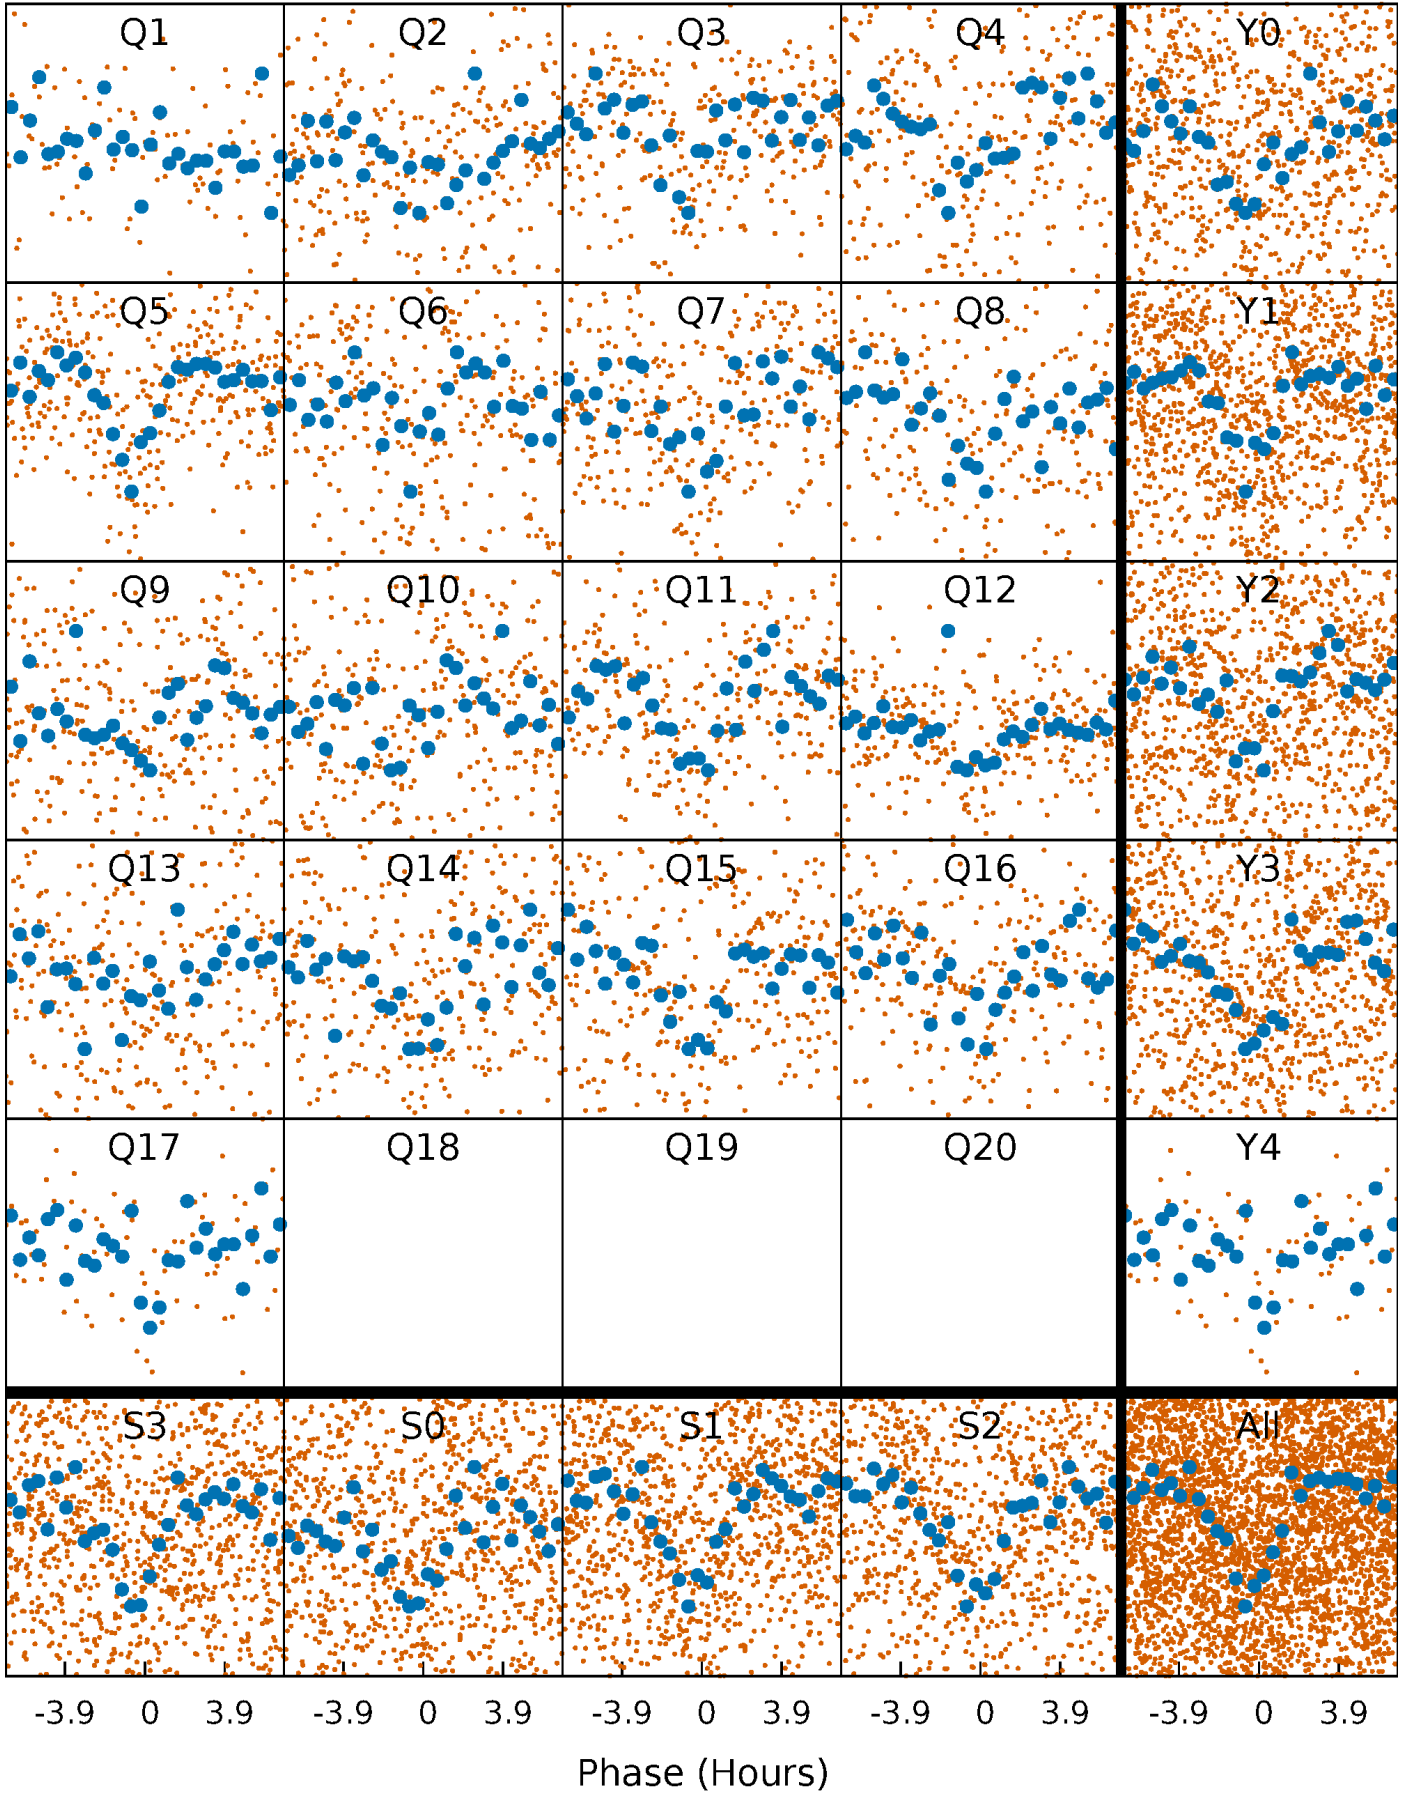 Q1 Q2 Q3 Q4 Y0
Q5 Q6 Q7 Q8 Y1
Q9 Q10 Q11 Q12 Y2
Q13 Q14 Q15 Q16 Y3
Q17 Q18 Q19 Q20 Y4
S3 S0 S1 S2 All
-3.9 0 3.9 -3.9 0 3.9 -3.9 0 3.9 -3.9 0 3.9 -3.9 0 3.9
Phase (Hours)